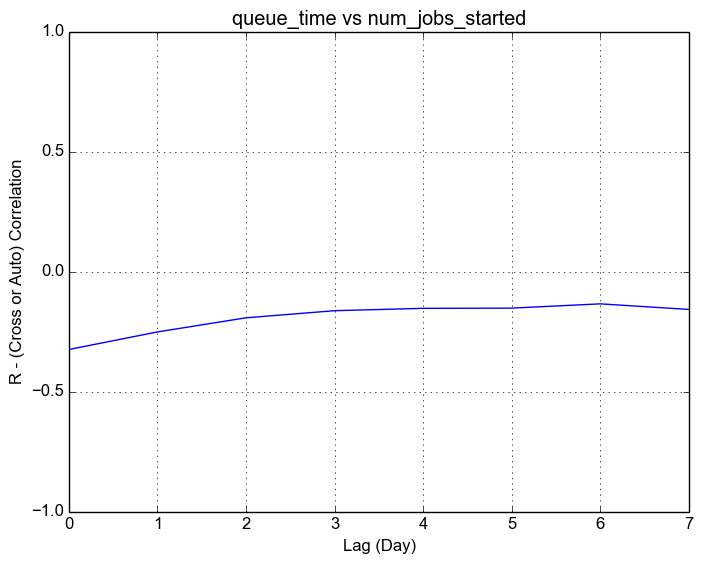 queue_time vs num_jobs_started
1.0
0.5
0.0
−0.5
−1.0
R - (Cross or Auto) Correlation
0 1 2 3 4 5 6 7
Lag (Day)